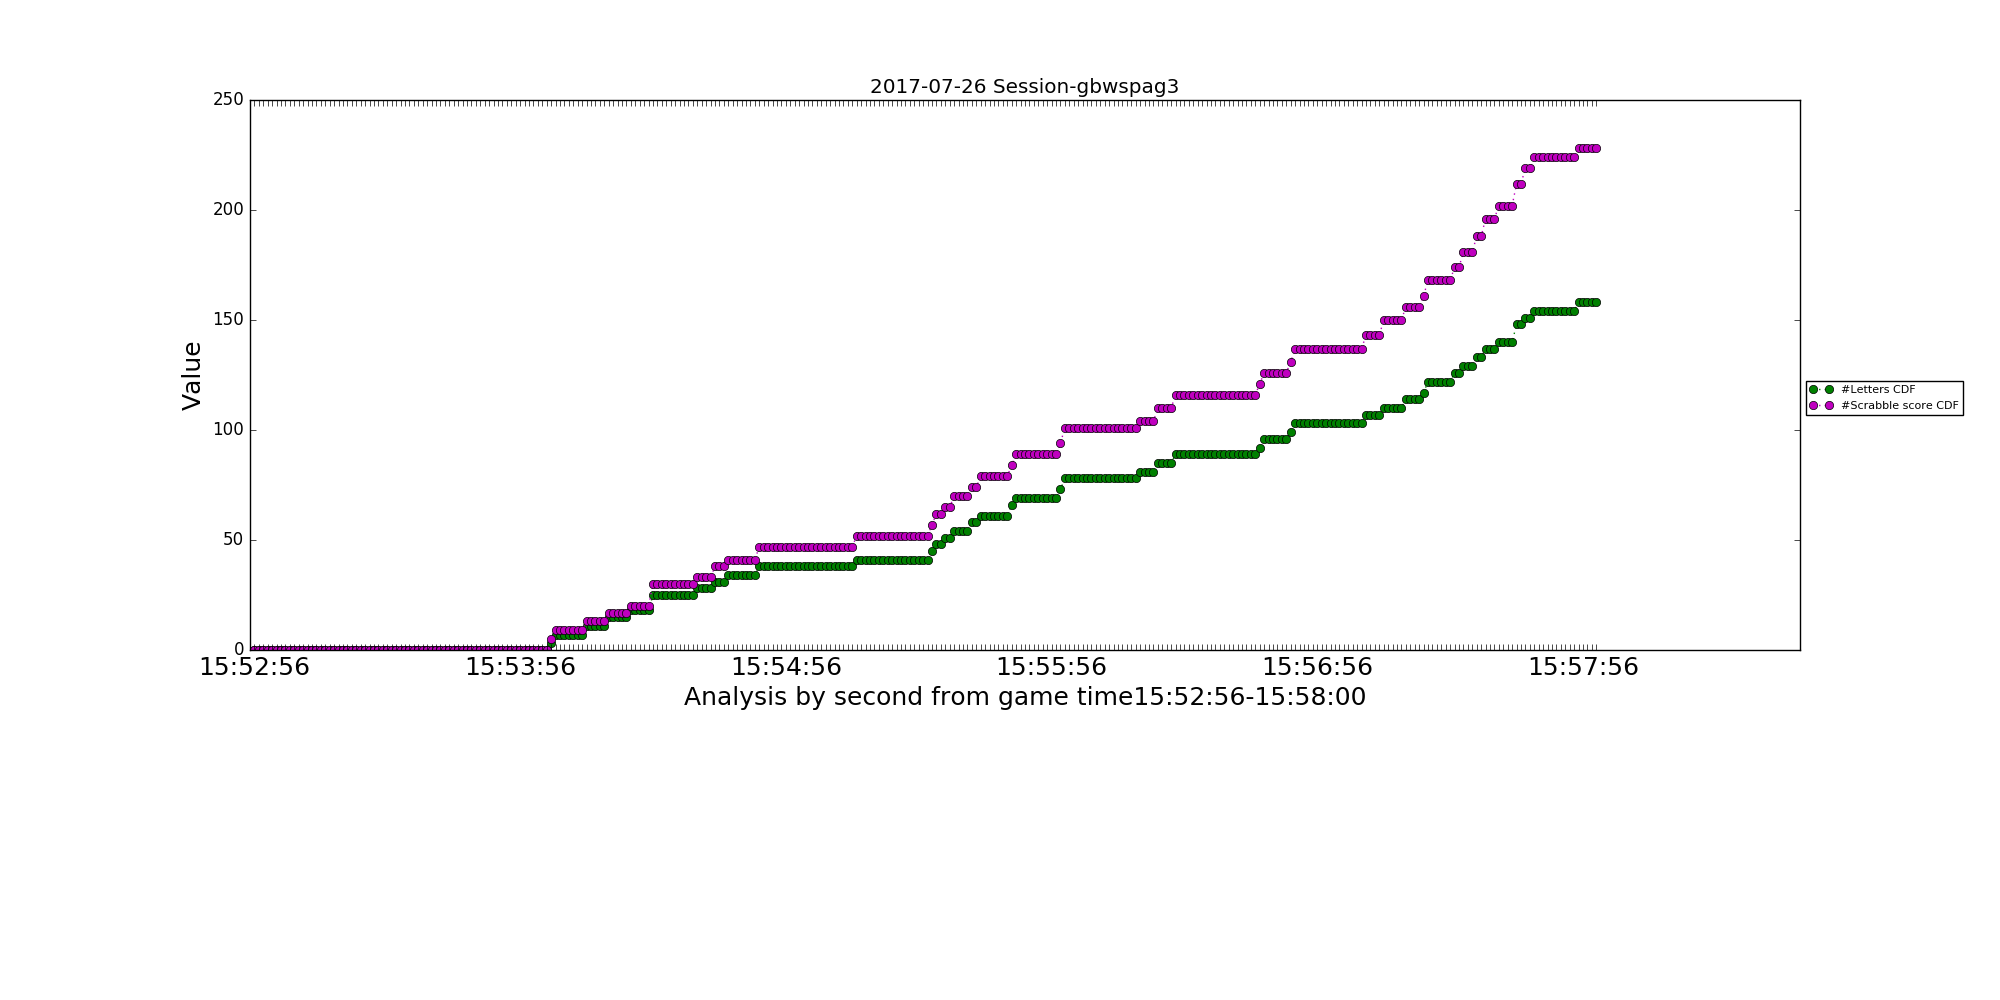 2017-07-26 Session-gbwspag3
250
200
150
100
50
0
Value
#Letters CDF
#Scrabble score CDF
15:52:56 15:53:56 15:54:56 15:55:56 15:56:56 15:57:56
Analysis by second from game time15:52:56-15:58:00